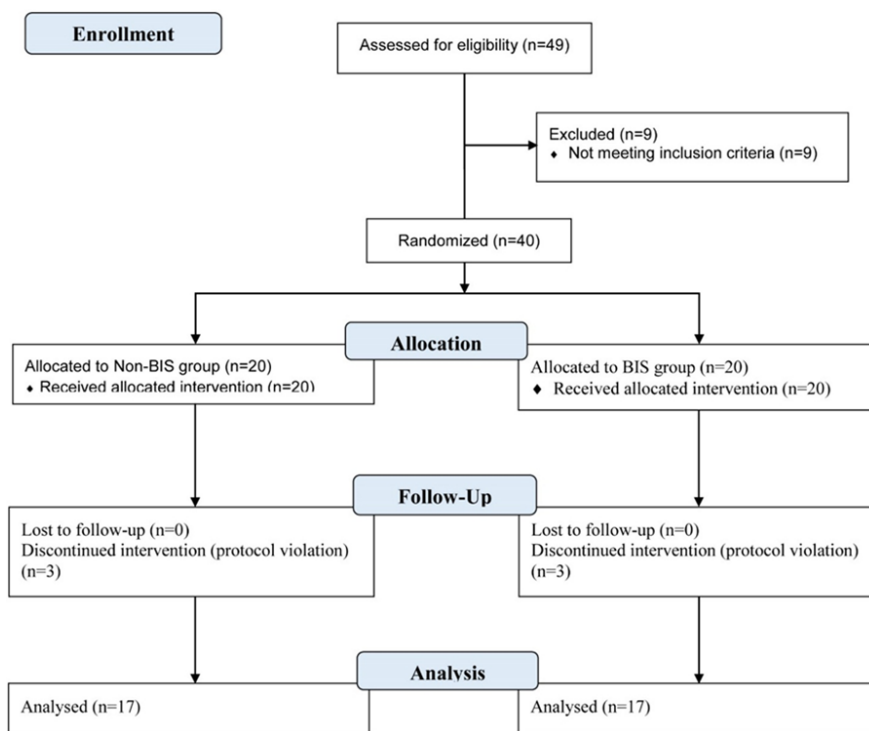 Enrollment
Assessed for eligibility (n=49)
Excluded (n=9)
♦ Not meeting inclusion criteria (n=9)
Randomized (n=40)
Allocation
Allocated to Non-BIS group (n=20)
♦ Received allocated intervention (n=20)
Allocated to BIS group (n=20)
♦ Received allocated intervention (n=20)
Follow-Up
Lost to follow-up (n=0)
Discontinued intervention (protocol violation)
(n=3)
Lost to follow-up (n=0)
Discontinued intervention (protocol violation)
(n=3)
Analysis
Analysed (n=17)
Analysed (n=17)